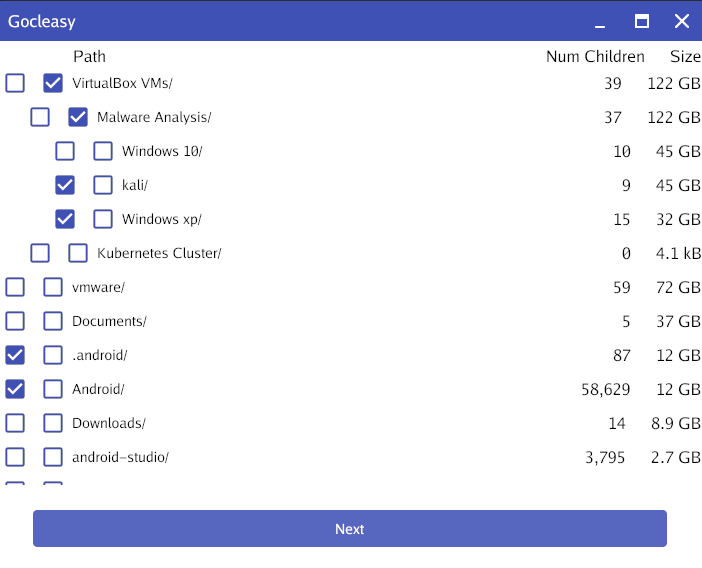 Gocleasy
Path Num Children Size
VirtualBox VMs/ 39 122 GB
Malware Analysis/ 37 122 GB
Windows 10/ 10 45 GB
kali/ 9 45 GB
Windows xp/ 15 32 GB
Kubernetes Cluster/ 0 4.1 kB
vmware/ 59 72 GB
Documents/ 5 37 GB
.android/ 87 12 GB
Android/ 58,629 12 GB
Downloads/ 14 8.9 GB
android-studio/ 3,795 2.7 GB
Next